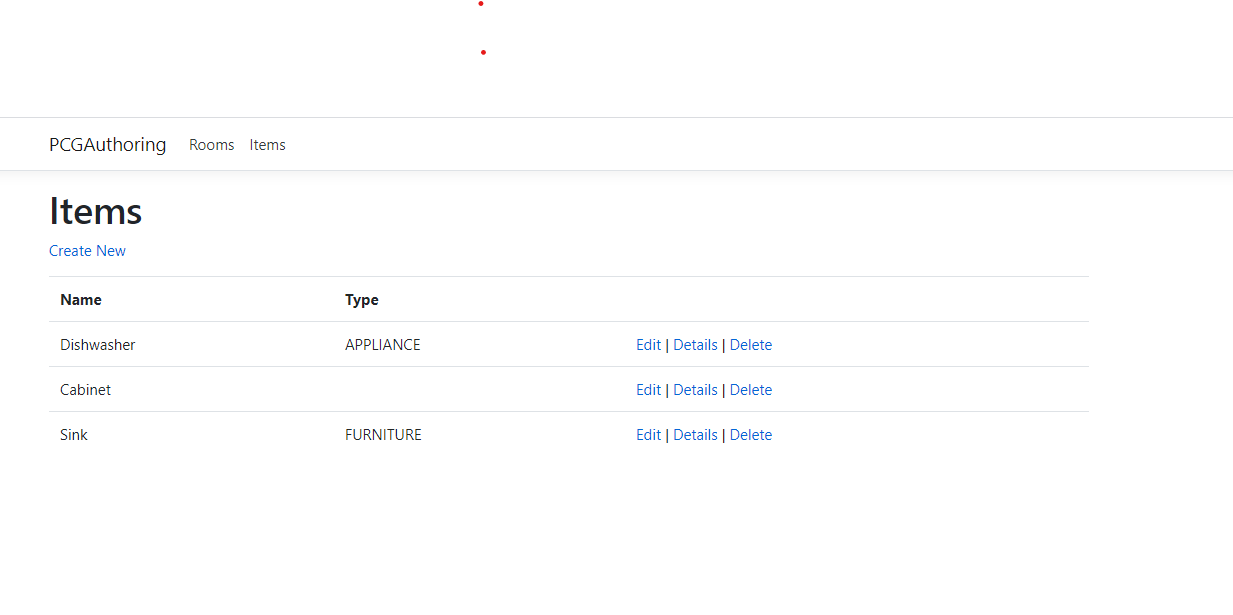 PCGAuthoring Rooms Items
Items
Create New
Name Type
Dishwasher APPLIANCE Edit | Details | Delete
Cabinet Edit | Details | Delete
Sink FURNITURE Edit | Details | Delete